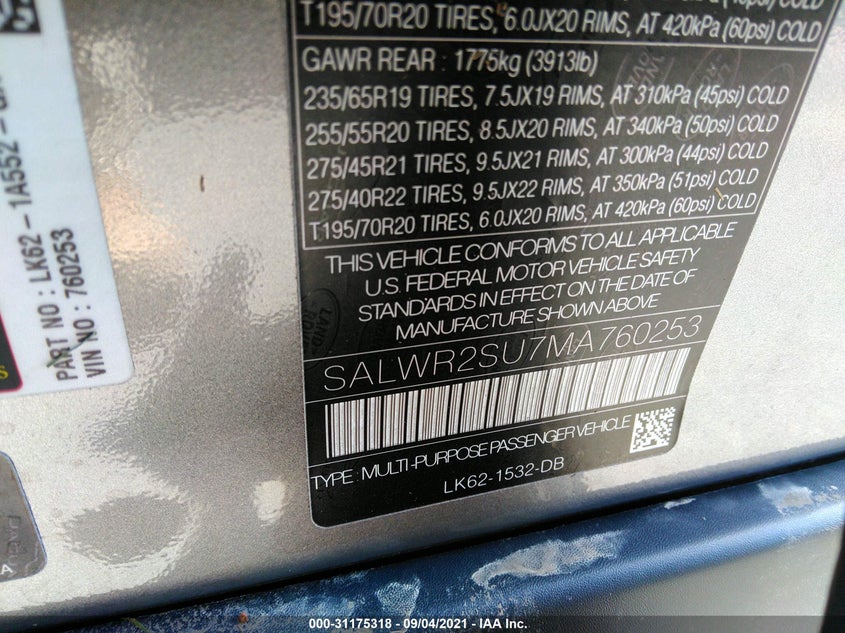 T195/70R20 TIRES, 6.0JX20 RIMS, AT 420kPa (60psi) COLD
GAWR REAR : 1775kg (3913lb)
235/65R19 TIRES, 7.5JX19 RIMS, AT 310kPa (45psi) COLD
255/55R20 TIRES, 8.5JX20 RIMS, AT 340kPa (50psi) COLD
275/45R21 TIRES, 9.5JX21 RIMS, AT 300kPa (44psi) COLD
275/40R22 TIRES, 9.5JX22 RIMS, AT 350kPa (51psi) COLD
T195/70R20 TIRES, 6.0JX20 RIMS, AT 420kPa (60psi) COLD
THIS VEHICLE CONFORMS TO ALL APPLICABLE
U.S. FEDERAL MOTOR VEHICLE SAFETY
STANDARDS IN EFFECT ON THE DATE OF
MANUFACTURE SHOWN ABOVE
SALWR2SU7MA760253
TYPE : MULTI-PURPOSE PASSENGER VEHICLE
LK62-1532-DB
PART NO : LK62 - 1A552 -
VIN NO : 760253
LAND
000-31175318 - 09/04/2021 - IAA Inc.